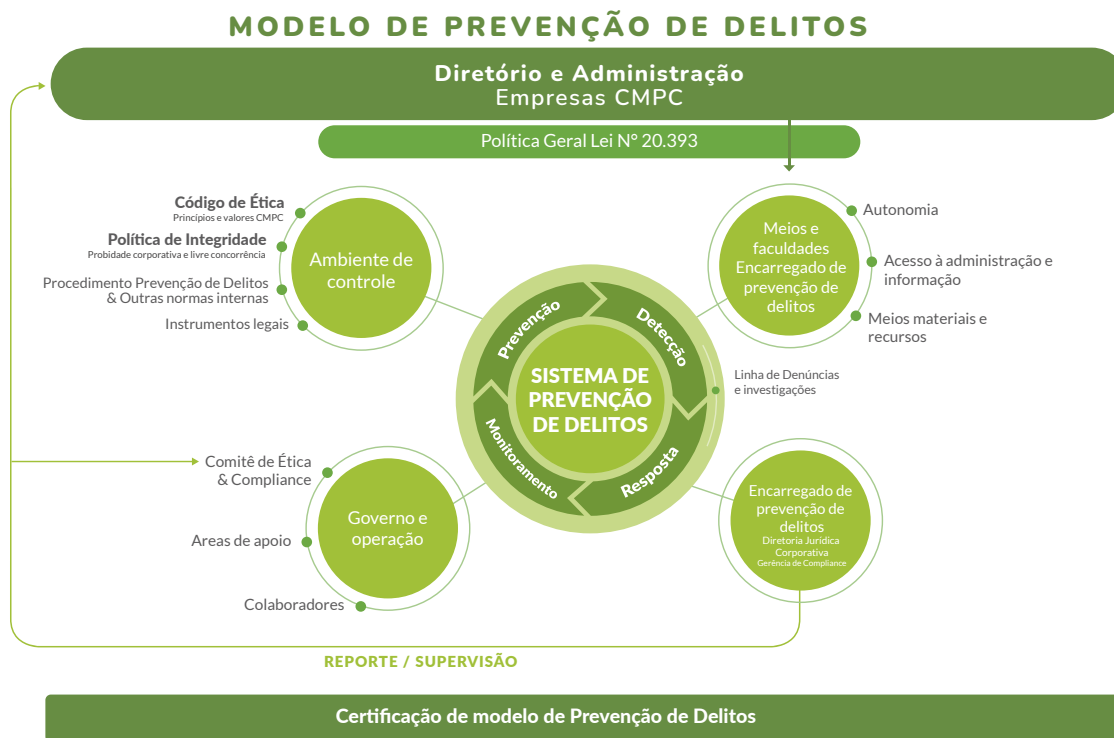 MODELO DE PREVENÇÃO DE DELITOS
Diretório e Administração
Empresas CMPC
Política Geral Lei Nº 20.393
Código de Ética
Princípios e valores CMPC
Política de Integridade
Probidade corporativa e livre concorrência
Procedimento Prevenção de Delitos
& Outras normas internas
Instrumentos legais
Ambiente de
controle
Meios e
faculdades
Encarregado de
prevenção de
delitos
Autonomia
Acesso à administração e
informação
Meios materiais e
recursos
Prevenção
Detecção
Resposta
Monitoramento
SISTEMA DE
PREVENÇÃO
DE DELITOS
Linha de Denúncias
e investigações
Comitê de Ética
& Compliance
Areas de apoio
Colaboradores
Governo e
operação
Encarregado de
prevenção de
delitos
Diretoria Jurídica
Corporativa
Gerência de Compliance
REPORTE / SUPERVISÃO
Certificação de modelo de Prevenção de Delitos